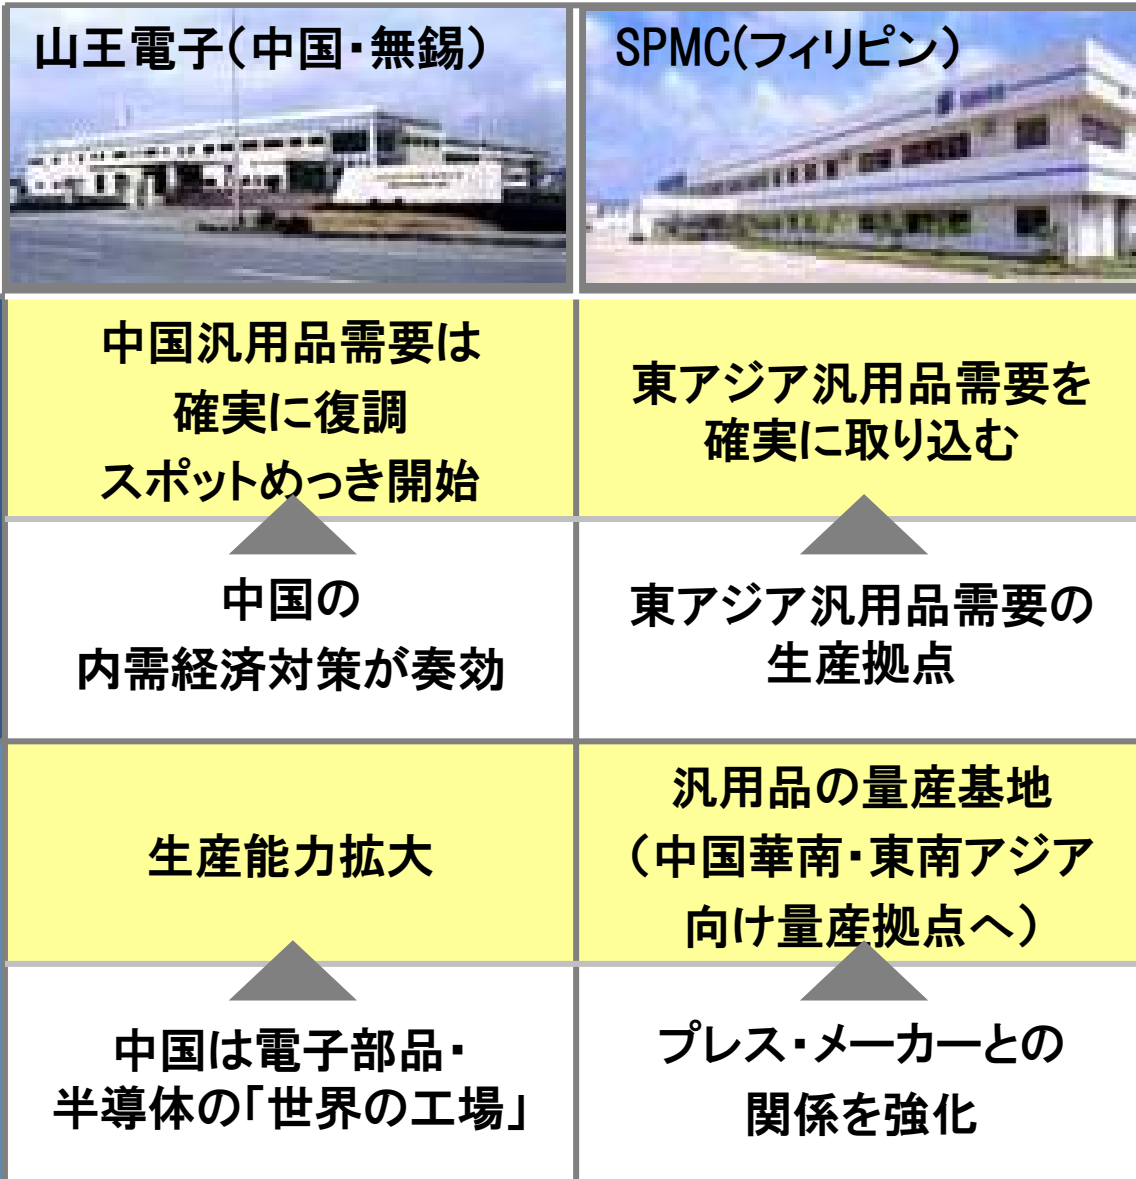 山王電子（中国・無錫）
SPMC(フィリピン）
中国汎用品需要は
確実に復調
スポットめっき開始
東アジア汎用品需要を
確実に取り込む
中国の
内需経済対策が奏効
東アジア汎用品需要の
生産拠点
生産能力拡大
汎用品の量産基地
（中国華南・東南アジア
向け量産拠点へ）
中国は電子部品・
半導体の「世界の工場」
プレス・メーカーとの
関係を強化